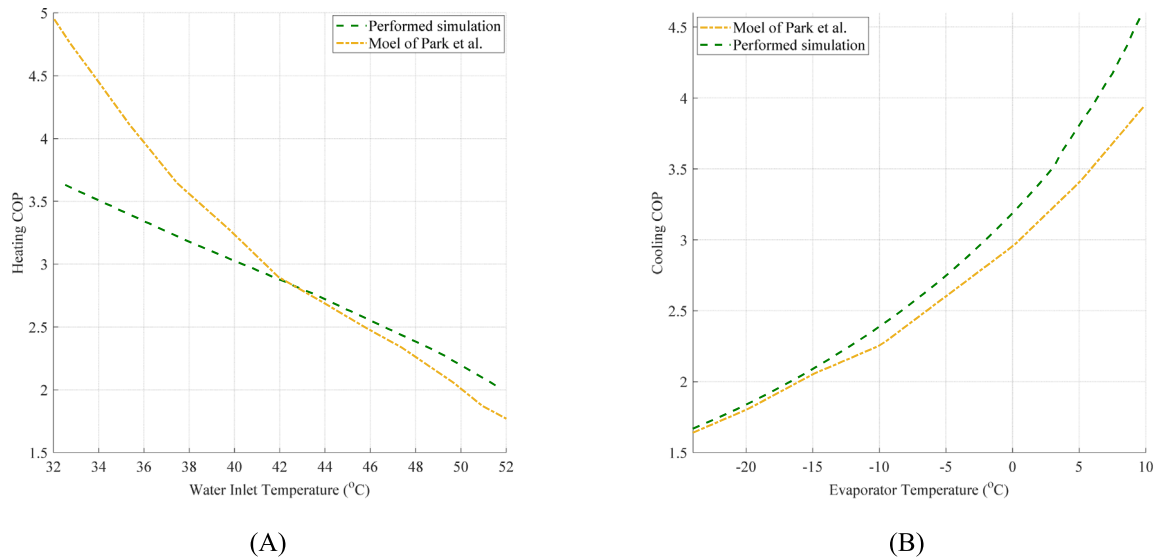 Performed simulation
Moel of Park et al.
5
4.5
4
3.5
3
2.5
2
1.5
Heating COP
32 34 36 38 40 42 44 46 48 50 52
Water Inlet Temperature (°C)
(A)
Moel of Park et al.
Performed simulation
4.5
4
3.5
3
2.5
2
1.5
Cooling COP
-20 -15 -10 -5 0 5 10
Evaporator Temperature (°C)
(B)